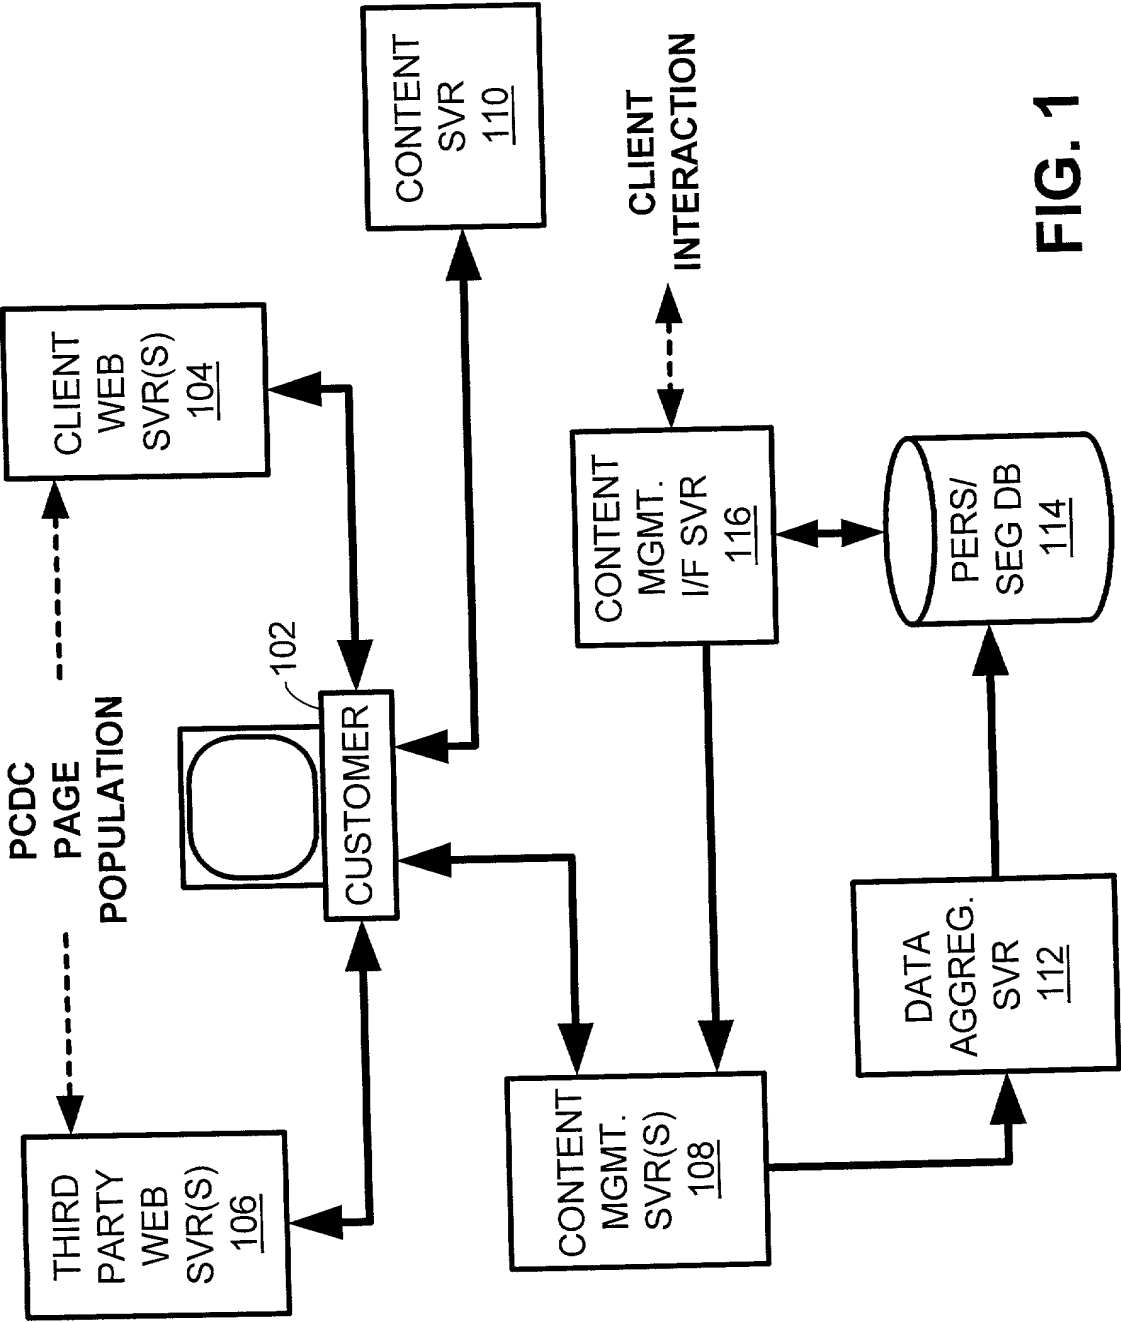 PCDC
PAGE
POPULATION
THIRD
PARTY
WEB
SVR(S)
106
CLIENT
WEB
SVR(S)
104
102
CUSTOMER
CONTENT
SVR
110
CONTENT
MGMT.
SVR(S)
108
CONTENT
MGMT.
I/F SVR
116
CLIENT
INTERACTION
DATA
AGGREG.
SVR
112
PERS/
SEG DB
114
FIG. 1